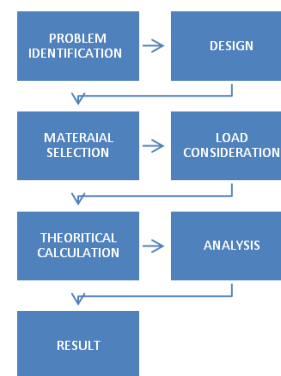 PROBLEM
IDENTIFICATION
DESIGN
MATERAIAL
SELECTION
LOAD
CONSIDERATION
THEORITICAL
CALCULATION
ANALYSIS
RESULT